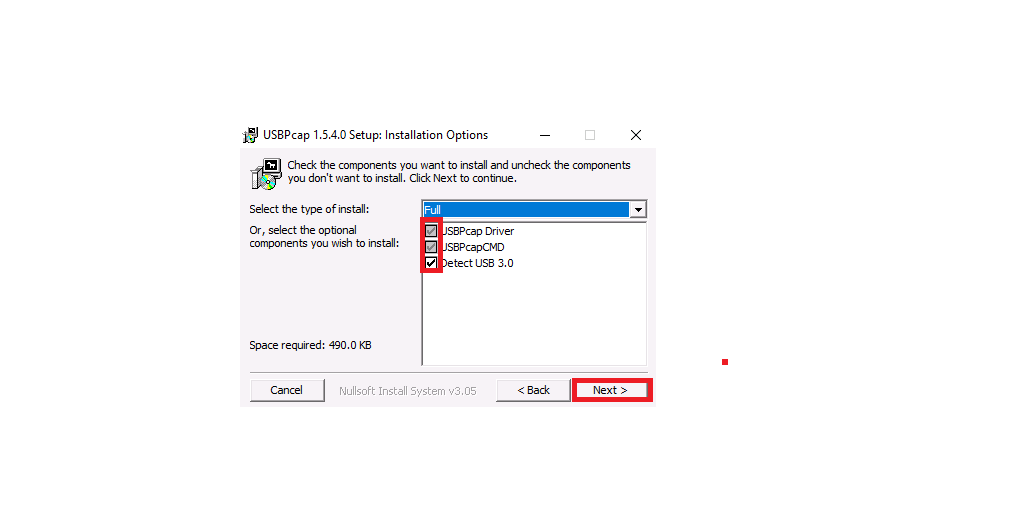 USBPcap 1.5.4.0 Setup: Installation Options
Check the components you want to install and uncheck the components
you don't want to install. Click Next to continue.
Select the type of install:
Full
Or, select the optional
components you wish to install:
USBPcap Driver
USBPcapCMD
Detect USB 3.0
Space required: 490.0 KB
Cancel
Nullsoft Install System v3.05
< Back
Next >